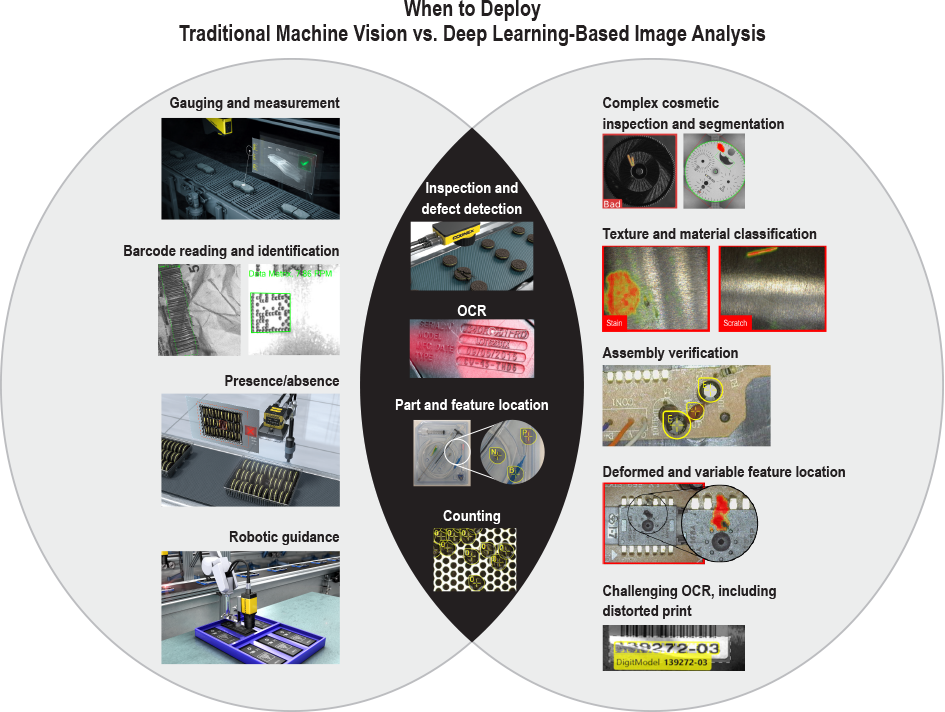 When to Deploy
Traditional Machine Vision vs. Deep Learning-Based Image Analysis
Gauging and measurement
Barcode reading and identification
Presence/absence
Robotic guidance
Inspection and
defect detection
COGNEX
OCR
SERIAL
MODEL
TYPE
Part and feature location
N
P
Counting
Complex cosmetic
inspection and segmentation
Bad
Texture and material classification
Stain
Scratch
Assembly verification
Deformed and variable feature location
Challenging OCR, including
distorted print
139272-03
DigitModel 139272-03